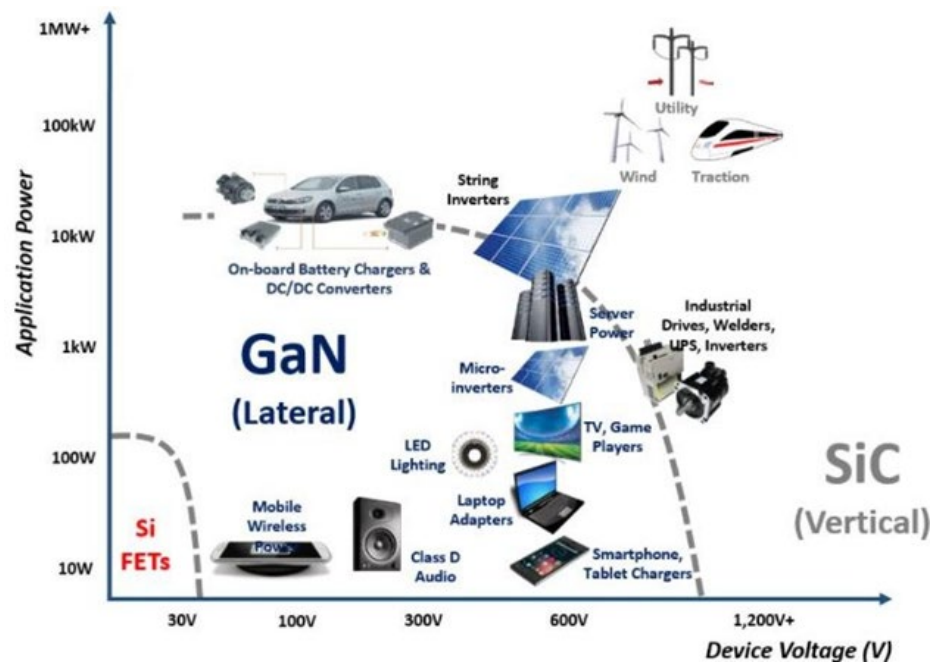 1MW+
100kW
10kW
1kW
100W
10W
Application Power
Utility
Wind
Traction
String
Inverters
On-board Battery Chargers &
DC/DC Converters
Server
Power
Industrial
Drives, Welders,
UPS, Inverters
GaN
(Lateral)
Micro-
inverters
TV, Game
Players
LED
Lighting
SiC
(Vertical)
Laptop
Adapters
Si
FETs
Mobile
Wireless
Power
Class D
Audio
Smartphone,
Tablet Chargers
30V
100V
300V
600V
1,200V+
Device Voltage (V)